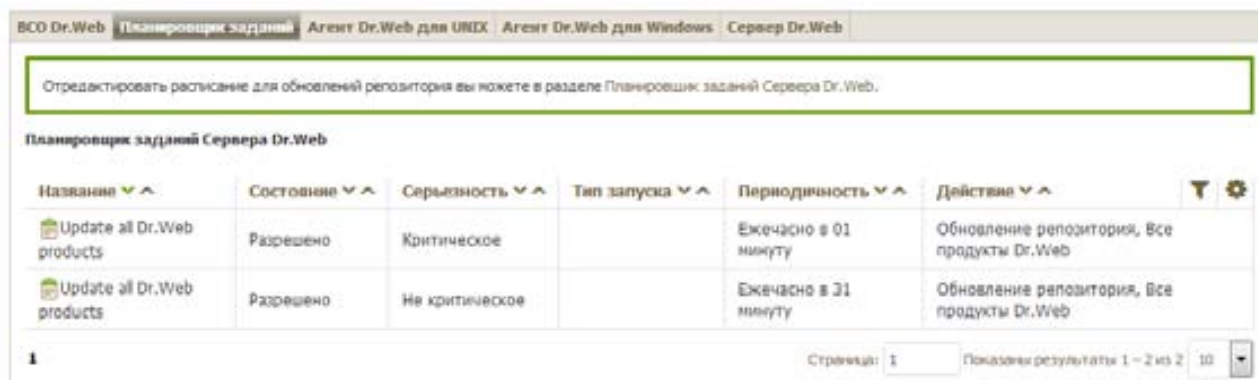 ВСО Dr.Web Планировщик заданий Агент Dr.Web для UNIX Агент Dr.Web для Windows Сервер Dr.Web
Отредактировать расписание для обновлений репозитория вы можете в разделе Планировщик заданий Сервера Dr.Web.
Планировщик заданий Сервера Dr.Web
Название Состояние Серьезность Тип запуска Периодичность Действие
Update all Dr.Web
products
Разрешено
Критическое
Ежечасно в 01
минуту
Обновление репозитория, Все
продукты Dr.Web
Update all Dr.Web
products
Разрешено
Не критическое
Ежечасно в 31
минуту
Обновление репозитория, Все
продукты Dr.Web
1
Страница: 1
Показаны результаты 1 – 2 из 2
10